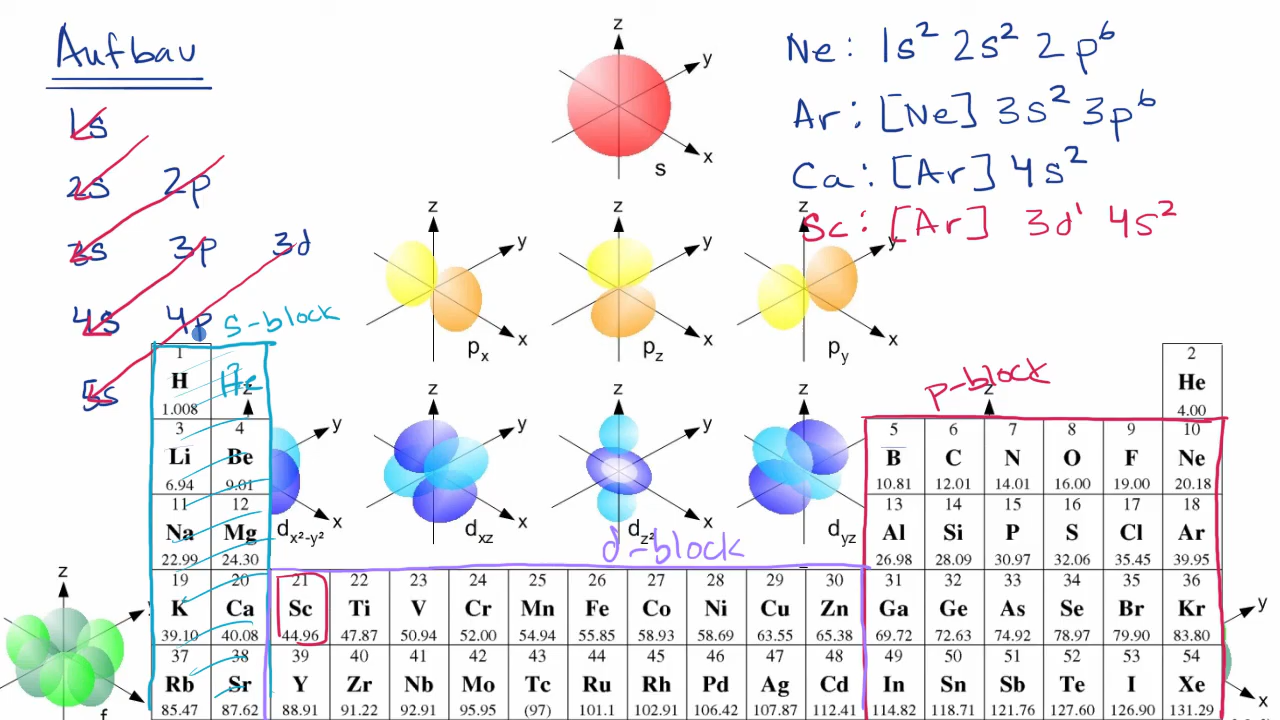 Aufbau
1s
2s 2p
3s 3p 3d
4s 4p
5s
Ne: 1s² 2s² 2p⁶
Ar: [Ne] 3s² 3p⁶
Ca: [Ar] 4s²
Sc: [Ar] 3d¹ 4s²
z y x s
z y x px
z y x pz
z y x py
z y x dx²-y²
z y x dxz
z y x dz²
z y x dyz
z y f
y x
s-block
He
p-block
d-block
1 2
H He
1.008 4.00
3 4 5 6 7 8 9 10
Li Be B C N O F Ne
6.94 9.01 10.81 12.01 14.01 16.00 19.00 20.18
11 12 13 14 15 16 17 18
Na Mg Al Si P S Cl Ar
22.99 24.30 26.98 28.09 30.97 32.06 35.45 39.95
19 20 21 22 23 24 25 26 27 28 29 30 31 32 33 34 35 36
K Ca Sc Ti V Cr Mn Fe Co Ni Cu Zn Ga Ge As Se Br Kr
39.10 40.08 44.96 47.87 50.94 52.00 54.94 55.85 58.93 58.69 63.55 65.38 69.72 72.63 74.92 78.97 79.90 83.80
37 38 39 40 41 42 43 44 45 46 47 48 49 50 51 52 53 54
Rb Sr Y Zr Nb Mo Tc Ru Rh Pd Ag Cd In Sn Sb Te I Xe
85.47 87.62 88.91 91.22 92.91 95.95 (97) 101.1 102.91 106.42 107.87 112.41 114.82 118.71 121.76 127.60 126.90 131.29